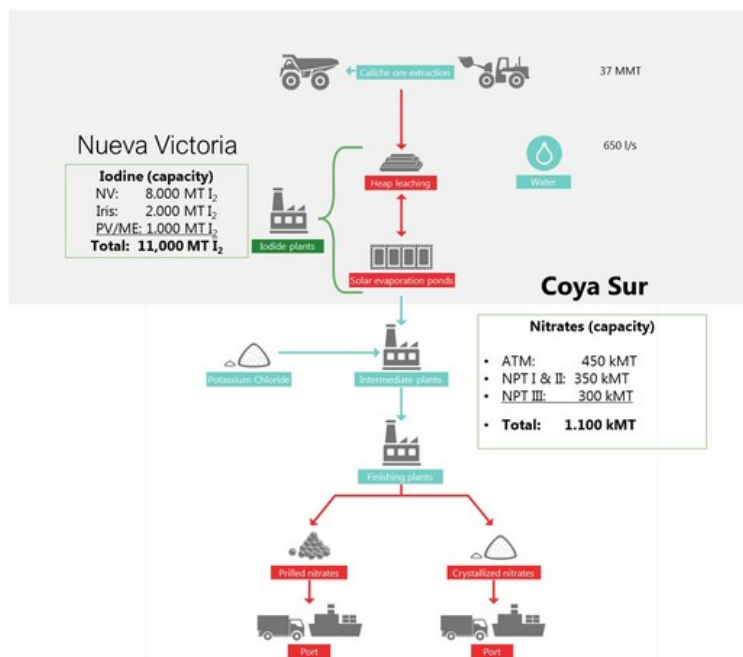 Caliche ore extraction
37 MMT
Nueva Victoria
650 l/s
Iodine (capacity)
NV: 8.000 MT I₂
Iris: 2.000 MT I₂
PV/ME: 1.000 MT I₂
Total: 11,000 MT I₂
Heap leaching
Water
Iodide plants
Solar evaporation ponds
Coya Sur
Nitrates (capacity)
• ATM: 450 kMT
• NPT I & II: 350 kMT
• NPT III: 300 kMT
• Total: 1.100 kMT
Potassium Chloride
Intermediate plants
Finishing plants
Prilled nitrates
Crystallized nitrates
Port
Port